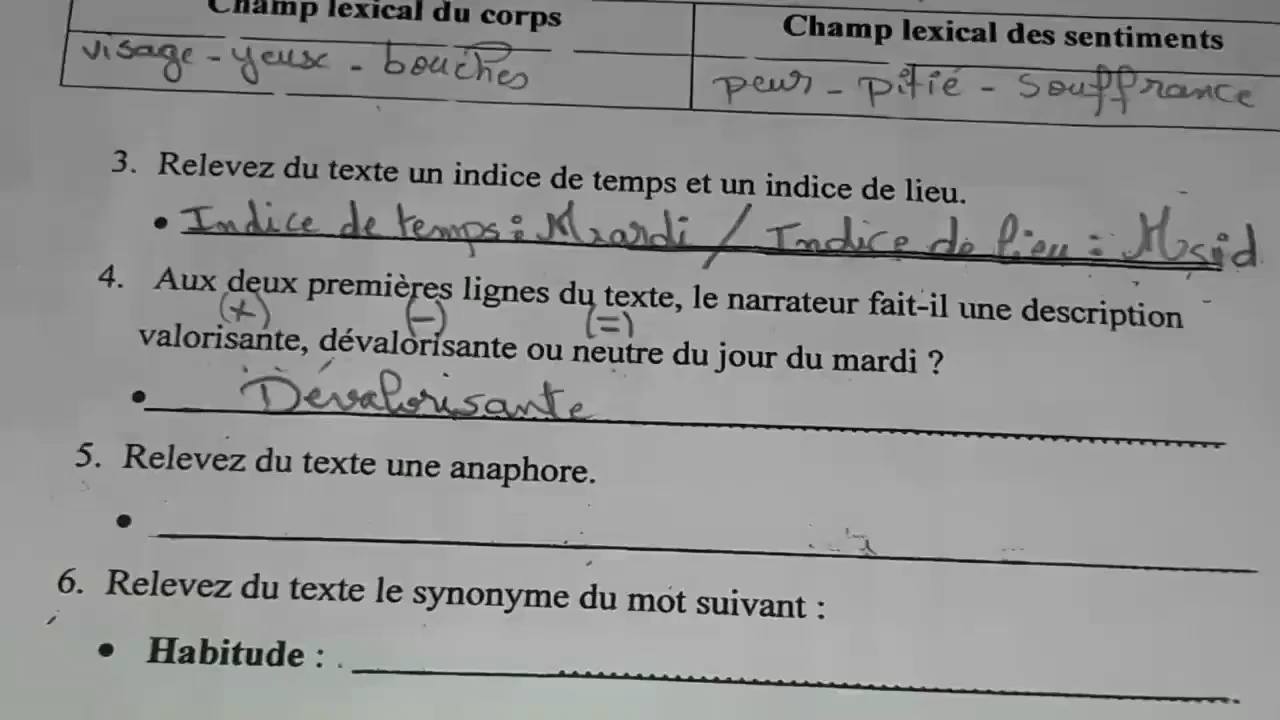 Champ lexical du corps
Champ lexical des sentiments
visage - yeux - bouches
peur - pitié - souffrance
3. Relevez du texte un indice de temps et un indice de lieu.
• Indice de temps : Mardi / Indice de lieu : Msid
4. Aux deux premières lignes du texte, le narrateur fait-il une description
(+) (-) (=)
valorisante, dévalorisante ou neutre du jour du mardi ?
• Dévalorisante
5. Relevez du texte une anaphore.
•
6. Relevez du texte le synonyme du mot suivant :
• Habitude :